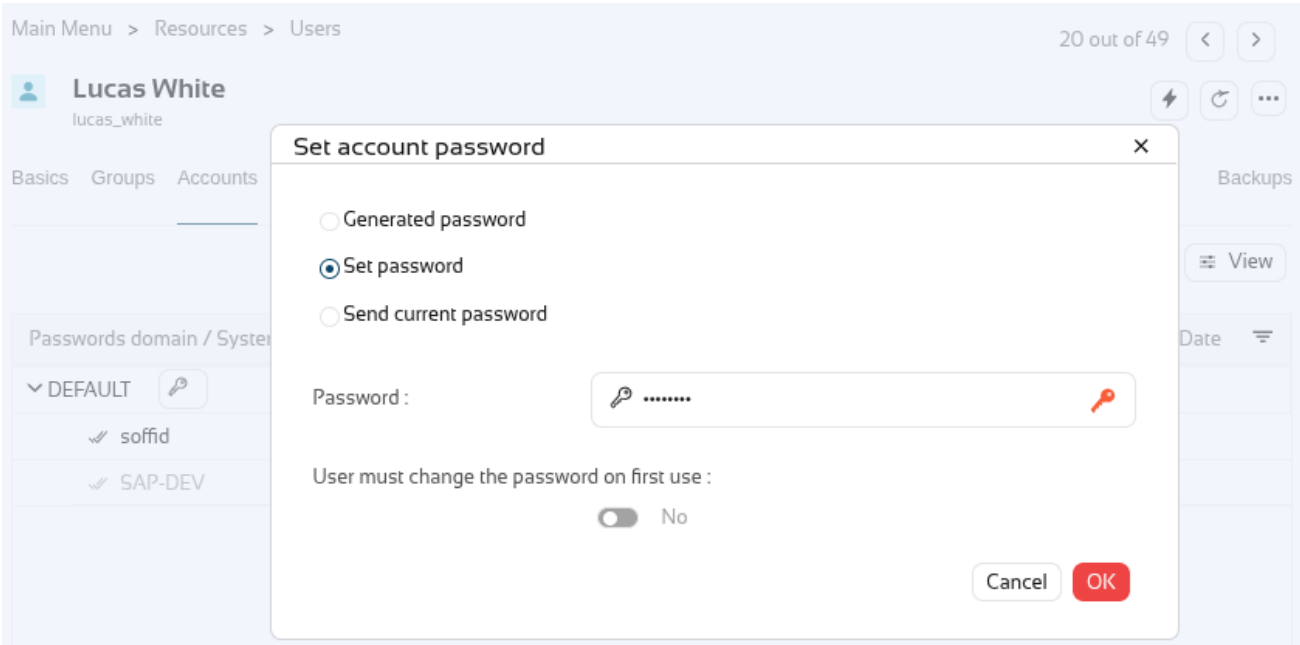 Main Menu > Resources > Users
20 out of 49
Lucas White
lucas_white
Set account password
Basics Groups Accounts
Backups
Generated password
Set password
View
Send current password
Passwords domain / System
Date
DEFAULT
Password : ••••••••
soffid
User must change the password on first use :
SAP-DEV
No
Cancel OK